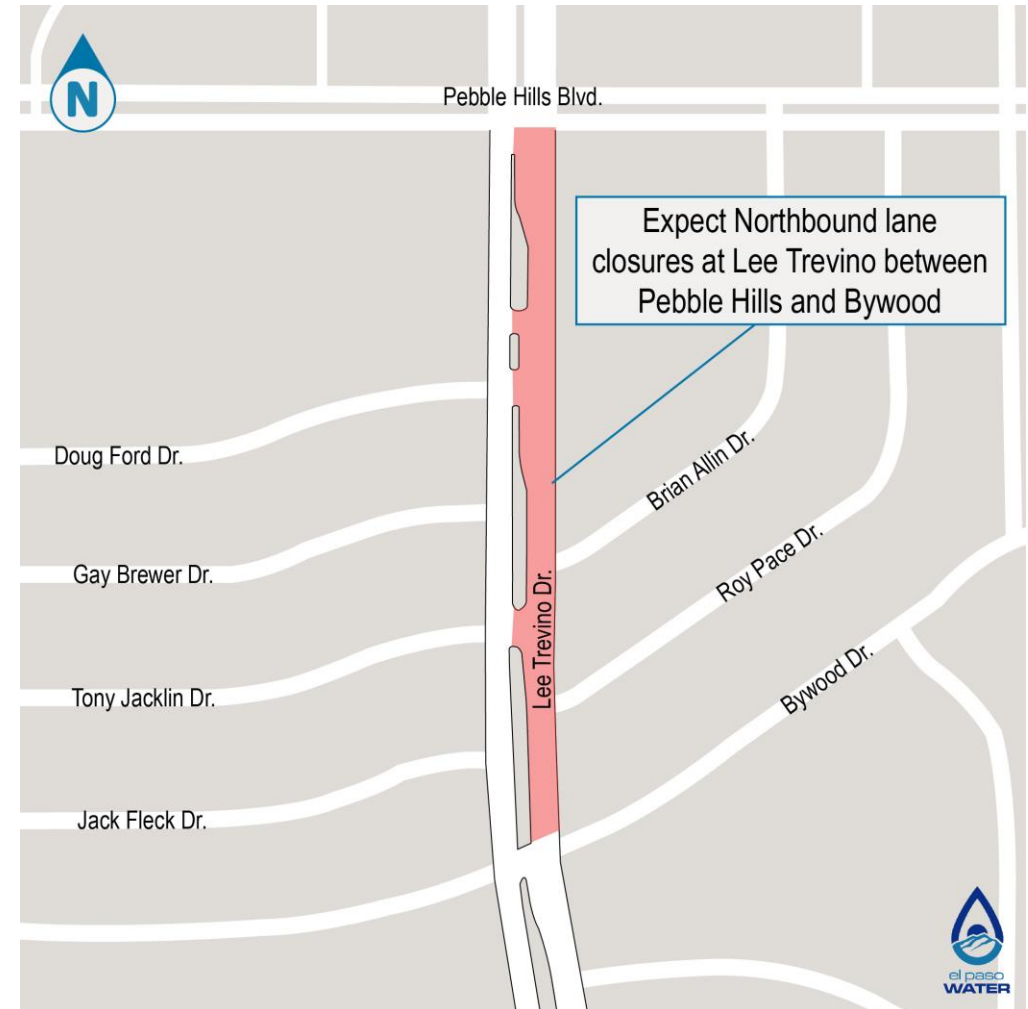 N
Pebble Hills Blvd.
Expect Northbound lane
closures at Lee Trevino between
Pebble Hills and Bywood
Doug Ford Dr.
Brian Allin Dr.
Gay Brewer Dr.
Roy Pace Dr.
Lee Trevino Dr.
Tony Jacklin Dr.
Bywood Dr.
Jack Fleck Dr.
el paso
WATER